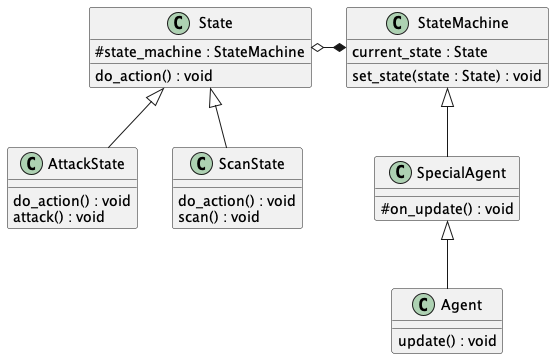 C State
#state_machine : StateMachine
do_action() : void
C StateMachine
current_state : State
set_state(state : State) : void
C AttackState
do_action() : void
attack() : void
C ScanState
do_action() : void
scan() : void
C SpecialAgent
#on_update() : void
C Agent
update() : void